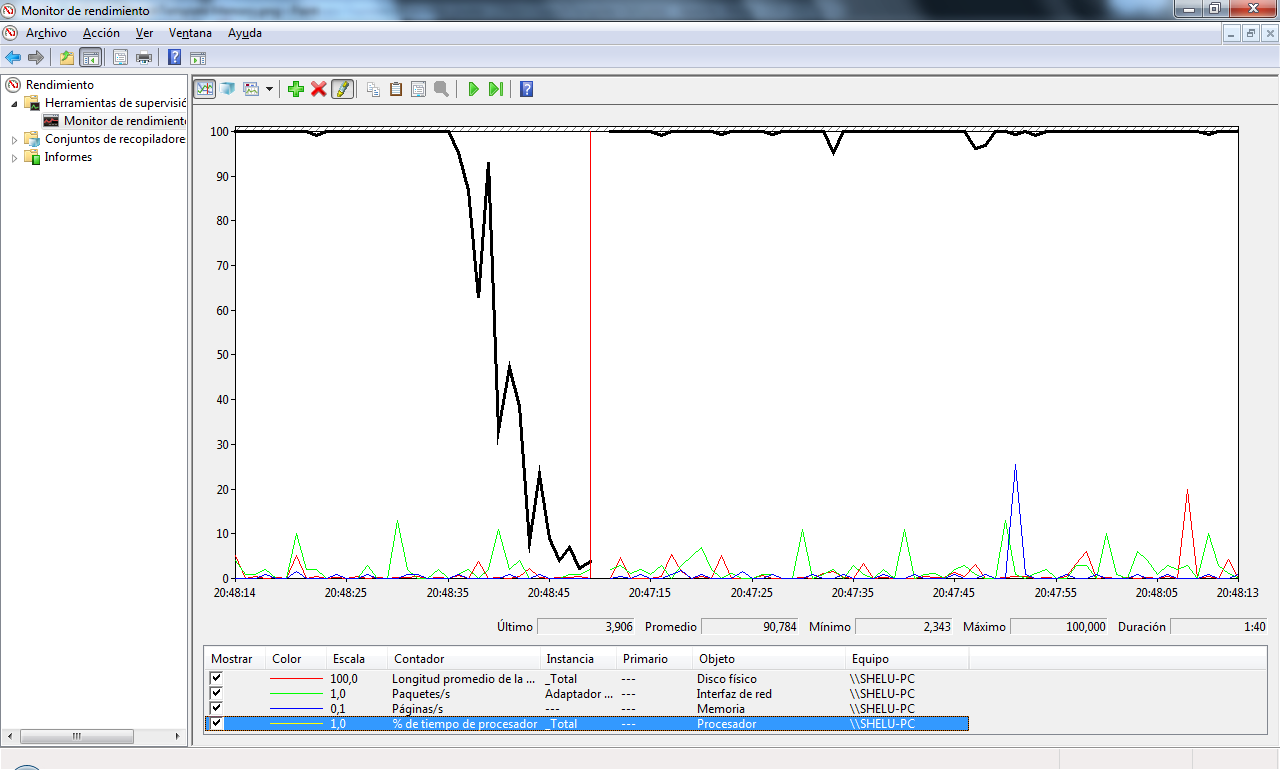 Monitor de rendimiento
Archivo Acción Ver Ventana Ayuda
Rendimiento
Herramientas de supervisió
Monitor de rendimiento
Conjuntos de recopiladore
Informes
100
90
80
70
60
50
40
30
20
10
0
20:48:14 20:48:25 20:48:35 20:48:45 20:47:15 20:47:25 20:47:35 20:47:45 20:47:55 20:48:05 20:48:13
Último 3,906 Promedio 90,784 Mínimo 2,343 Máximo 100,000 Duración 1:40
Mostrar Color Escala Contador Instancia Primario Objeto Equipo
100,0 Longitud promedio de la ... _Total --- Disco físico \\SHELU-PC
1,0 Paquetes/s Adaptador ... --- Interfaz de red \\SHELU-PC
0,1 Páginas/s --- --- Memoria \\SHELU-PC
1,0 % de tiempo de procesador _Total --- Procesador \\SHELU-PC